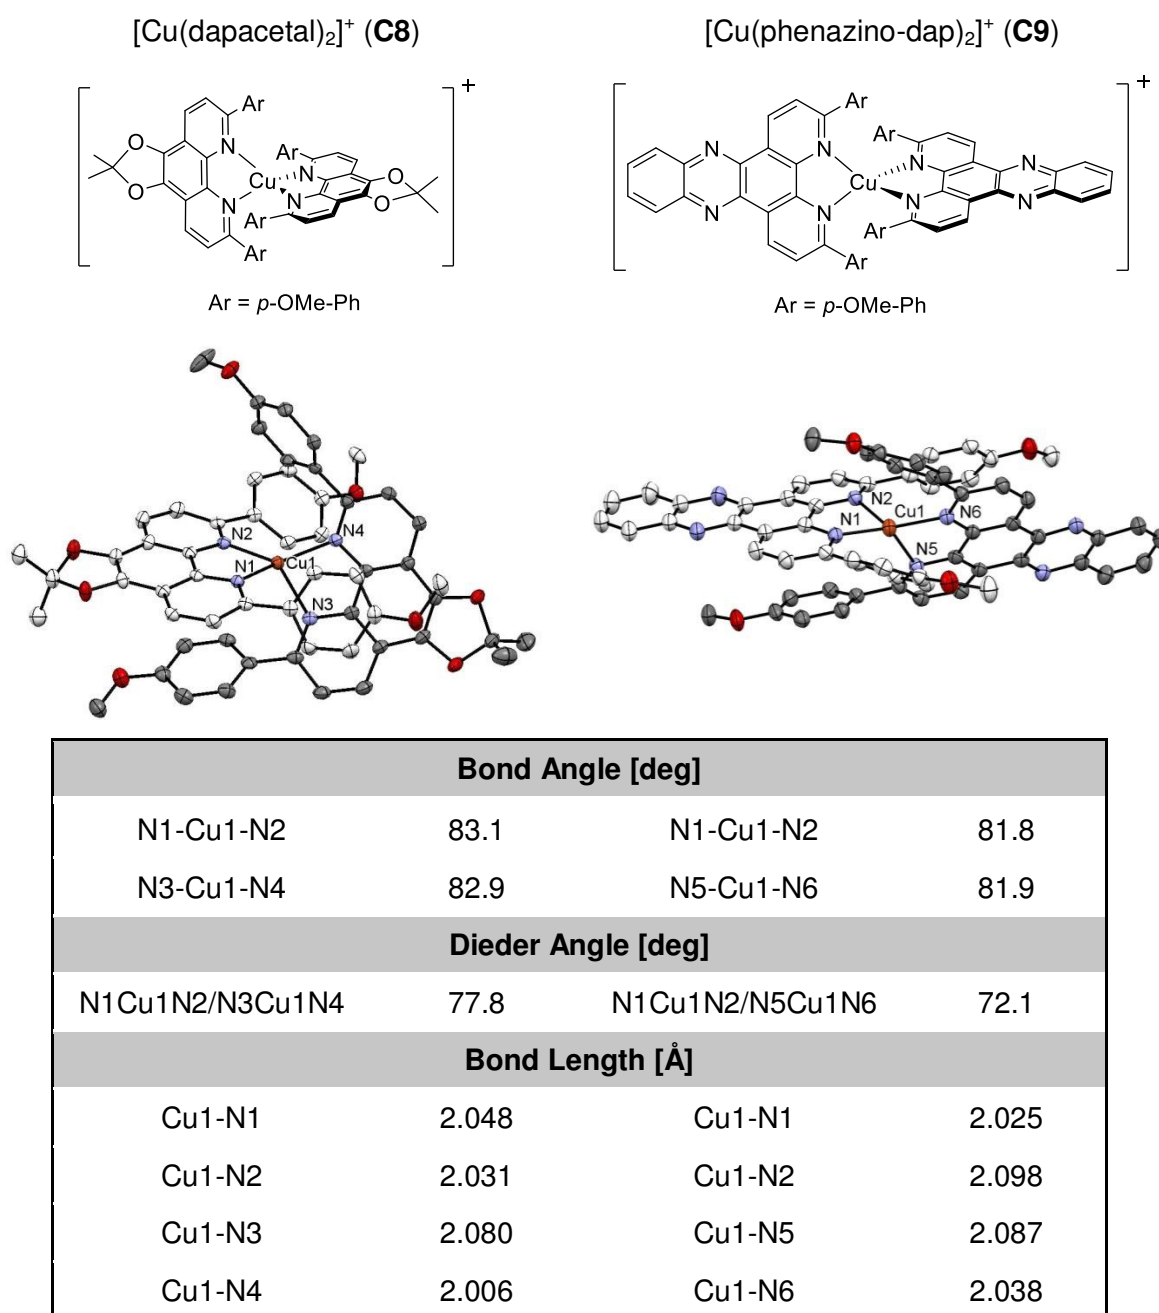 [Cu(dapacetal)₂]⁺ (C8) [Cu(phenazino-dap)₂]⁺ (C9)
+ +
Ar Ar
O N Ar Ar N N N
Cu O Cu
O N N O N N N
N Ar N N
Ar Ar Ar Ar
Ar = p-OMe-Ph Ar = p-OMe-Ph
N2 N4 N1 Cu1 N3
N2 Cu1 N6 N1 N5
Bond Angle [deg]
N1-Cu1-N2 83.1 N1-Cu1-N2 81.8
N3-Cu1-N4 82.9 N5-Cu1-N6 81.9
Dieder Angle [deg]
N1Cu1N2/N3Cu1N4 77.8 N1Cu1N2/N5Cu1N6 72.1
Bond Length [Å]
Cu1-N1 2.048 Cu1-N1 2.025
Cu1-N2 2.031 Cu1-N2 2.098
Cu1-N3 2.080 Cu1-N5 2.087
Cu1-N4 2.006 Cu1-N6 2.038